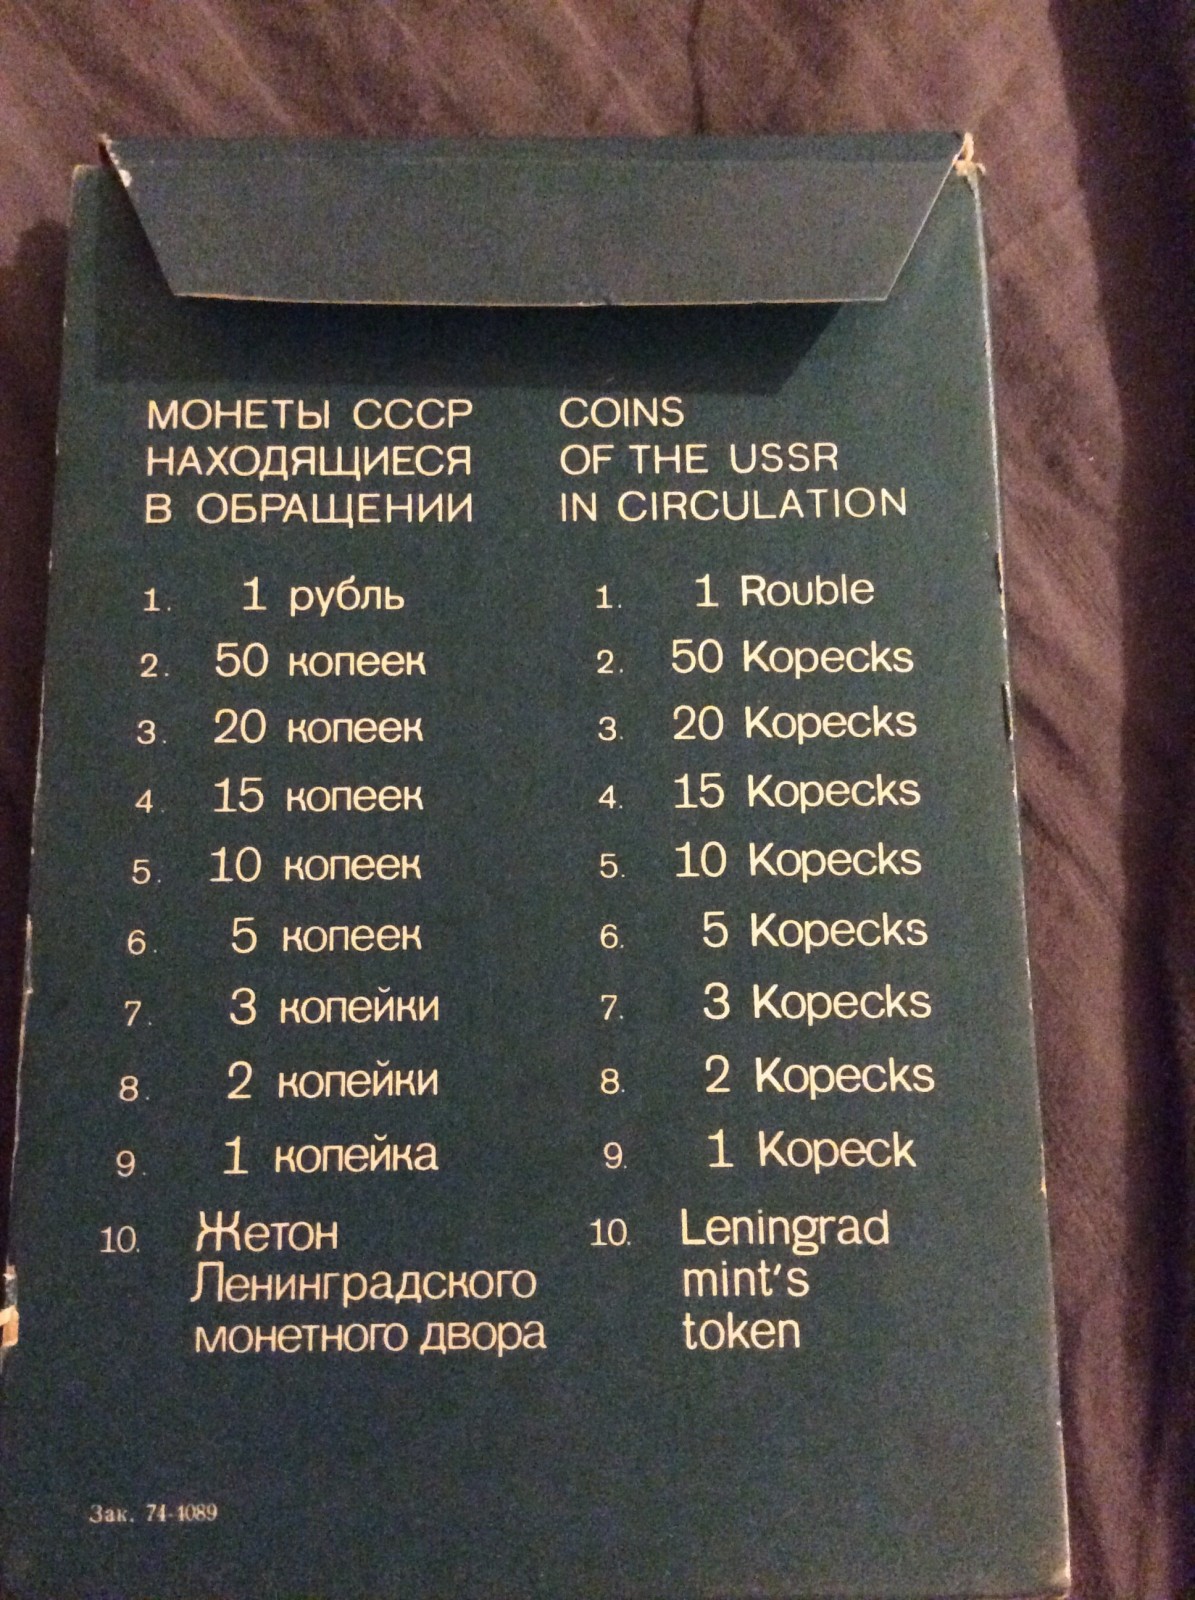 МОНЕТЫ СССР
НАХОДЯЩИЕСЯ
В ОБРАЩЕНИИ
1. 1 рубль
2. 50 копеек
3. 20 копеек
4. 15 копеек
5. 10 копеек
6. 5 копеек
7. 3 копейки
8. 2 копейки
9. 1 копейка
10. Жетон
Ленинградского
монетного двора
COINS
OF THE USSR
IN CIRCULATION
1. 1 Rouble
2. 50 Kopecks
3. 20 Kopecks
4. 15 Kopecks
5. 10 Kopecks
6. 5 Kopecks
7. 3 Kopecks
8. 2 Kopecks
9. 1 Kopeck
10. Leningrad
mint's
token
Зак. 74-1089